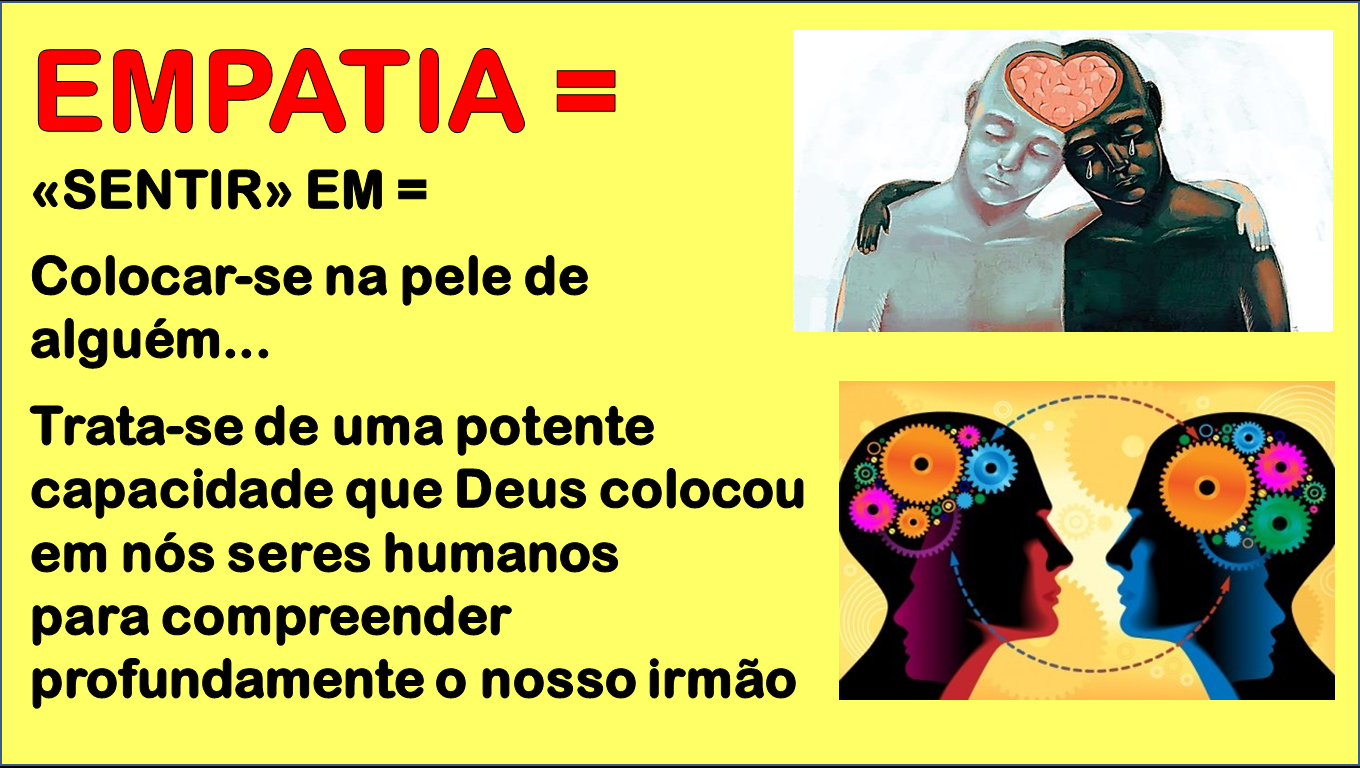 EMPATIA =
«SENTIR» EM =
Colocar-se na pele de
alguém...
Trata-se de uma potente
capacidade que Deus colocou
em nós seres humanos
para compreender
profundamente o nosso irmão